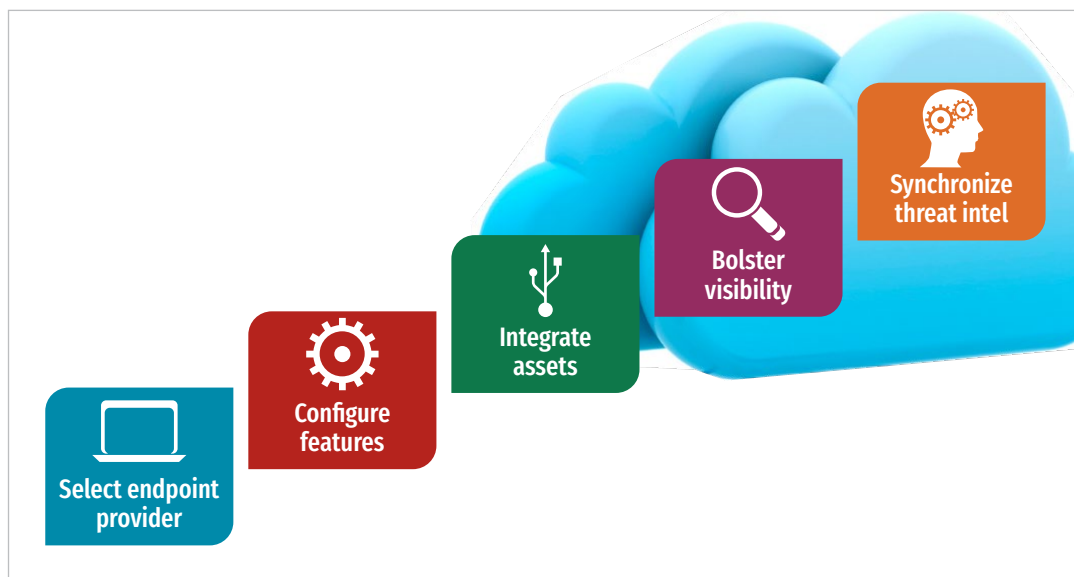 Select endpoint
provider
Configure
features
Integrate
assets
Bolster
visibility
Synchronize
threat intel